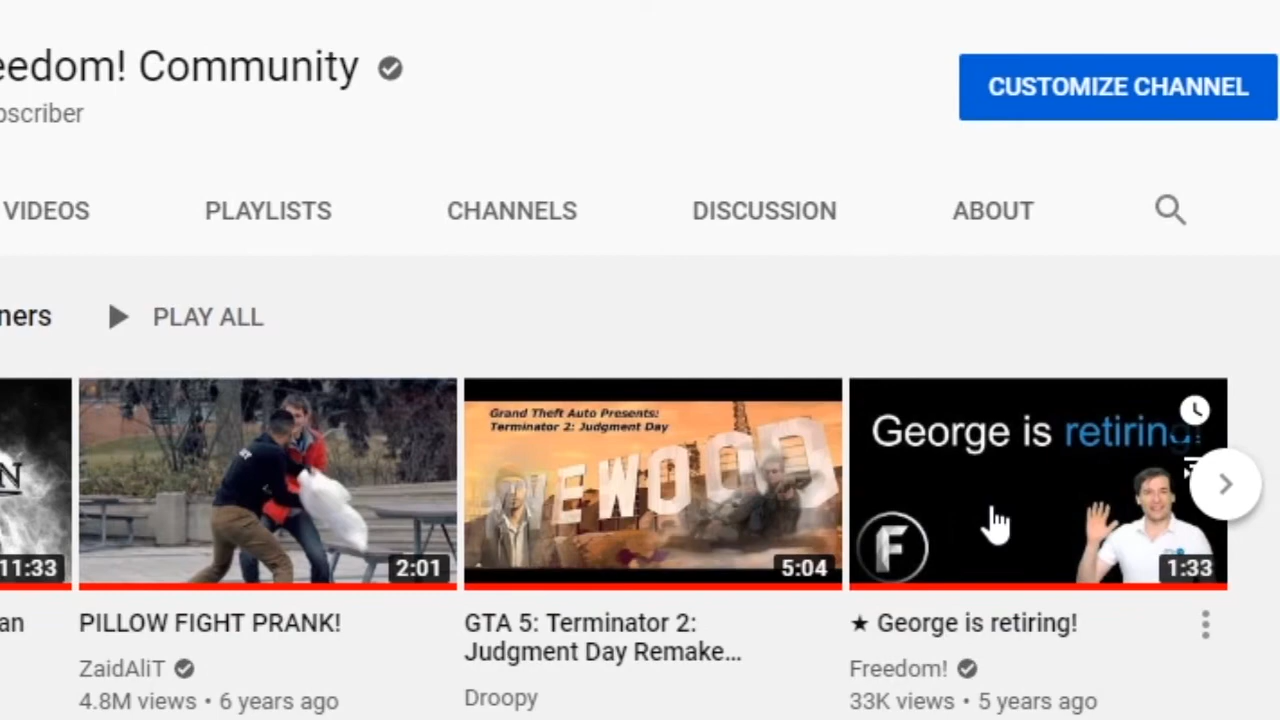 eedom! Community
bscriber
CUSTOMIZE CHANNEL
VIDEOS PLAYLISTS CHANNELS DISCUSSION ABOUT
ners PLAY ALL
N
11:33
2:01
Grand Theft Auto Presents:
Terminator 2: Judgment Day
VEWOOD
5:04
George is retiring!
F
1:33
an
PILLOW FIGHT PRANK!
ZaidAliT
4.8M views • 6 years ago
GTA 5: Terminator 2:
Judgment Day Remake...
Droopy
★ George is retiring!
Freedom!
33K views • 5 years ago